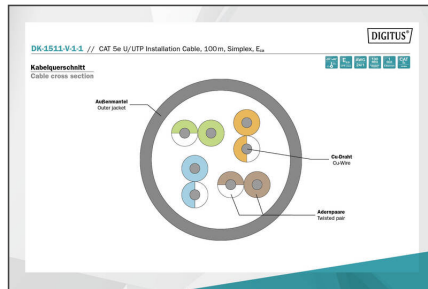 DIGITUS®
DK-1511-V-1-1 // CAT 5e U/UTP Installation Cable, 100m, Simplex, Eca
Kabelquerschnitt
Cable cross section
Außenmantel
Outer jacket
Cu-Draht
Cu-Wire
Adernpaare
Twisted pair